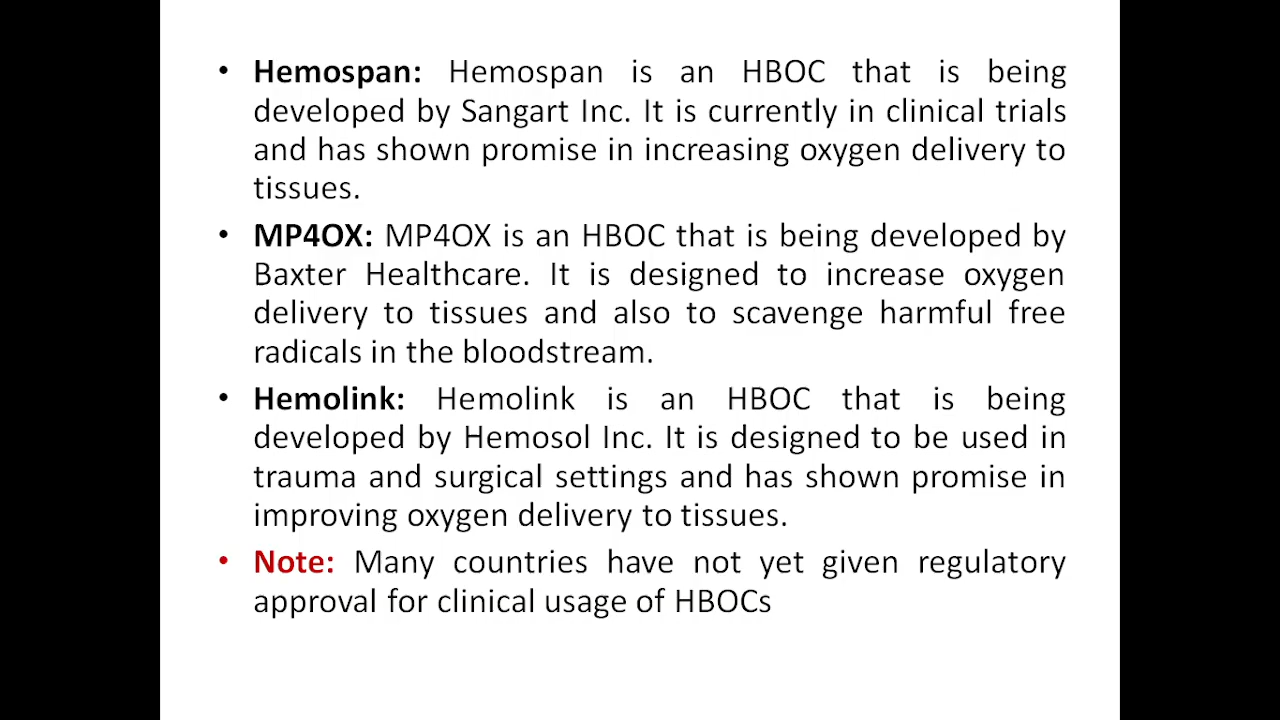 • Hemospan: Hemospan is an HBOC that is being
developed by Sangart Inc. It is currently in clinical trials
and has shown promise in increasing oxygen delivery to
tissues.
• MP4OX: MP4OX is an HBOC that is being developed by
Baxter Healthcare. It is designed to increase oxygen
delivery to tissues and also to scavenge harmful free
radicals in the bloodstream.
• Hemolink: Hemolink is an HBOC that is being
developed by Hemosol Inc. It is designed to be used in
trauma and surgical settings and has shown promise in
improving oxygen delivery to tissues.
• Note: Many countries have not yet given regulatory
approval for clinical usage of HBOCs